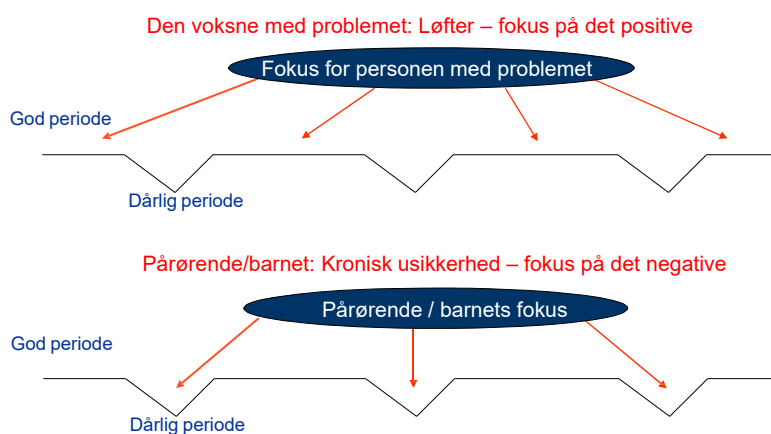 Den voksne med problemet: Løfter – fokus på det positive
Fokus for personen med problemet
God periode
Dårlig periode
Pårørende/barnet: Kronisk usikkerhed – fokus på det negative
Pårørende / barnets fokus
God periode
Dårlig periode